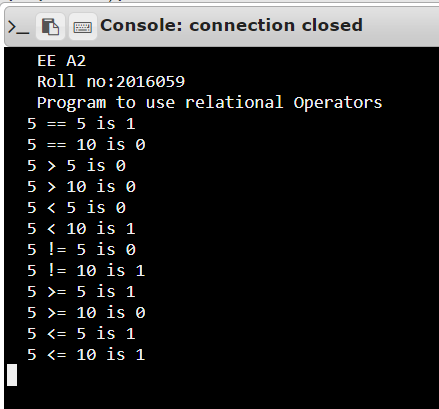 >_ Console: connection closed
EE A2
Roll no:2016059
Program to use relational Operators
5 == 5 is 1
5 == 10 is 0
5 > 5 is 0
5 > 10 is 0
5 < 5 is 0
5 < 10 is 1
5 != 5 is 0
5 != 10 is 1
5 >= 5 is 1
5 >= 10 is 0
5 <= 5 is 1
5 <= 10 is 1